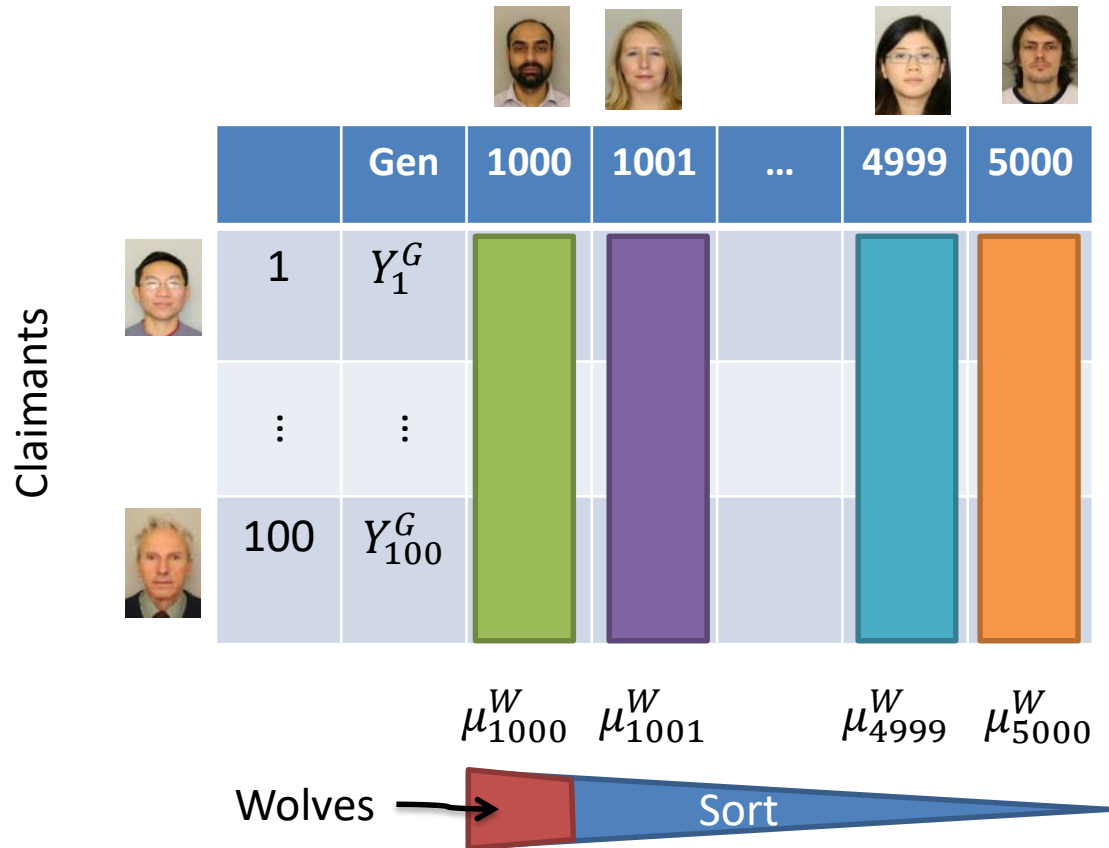 Gen 1000 1001 ... 4999 5000
Claimants
1 Y_1^G
⋮ ⋮
100 Y_100^G
μ_1000^W μ_1001^W μ_4999^W μ_5000^W
Wolves Sort